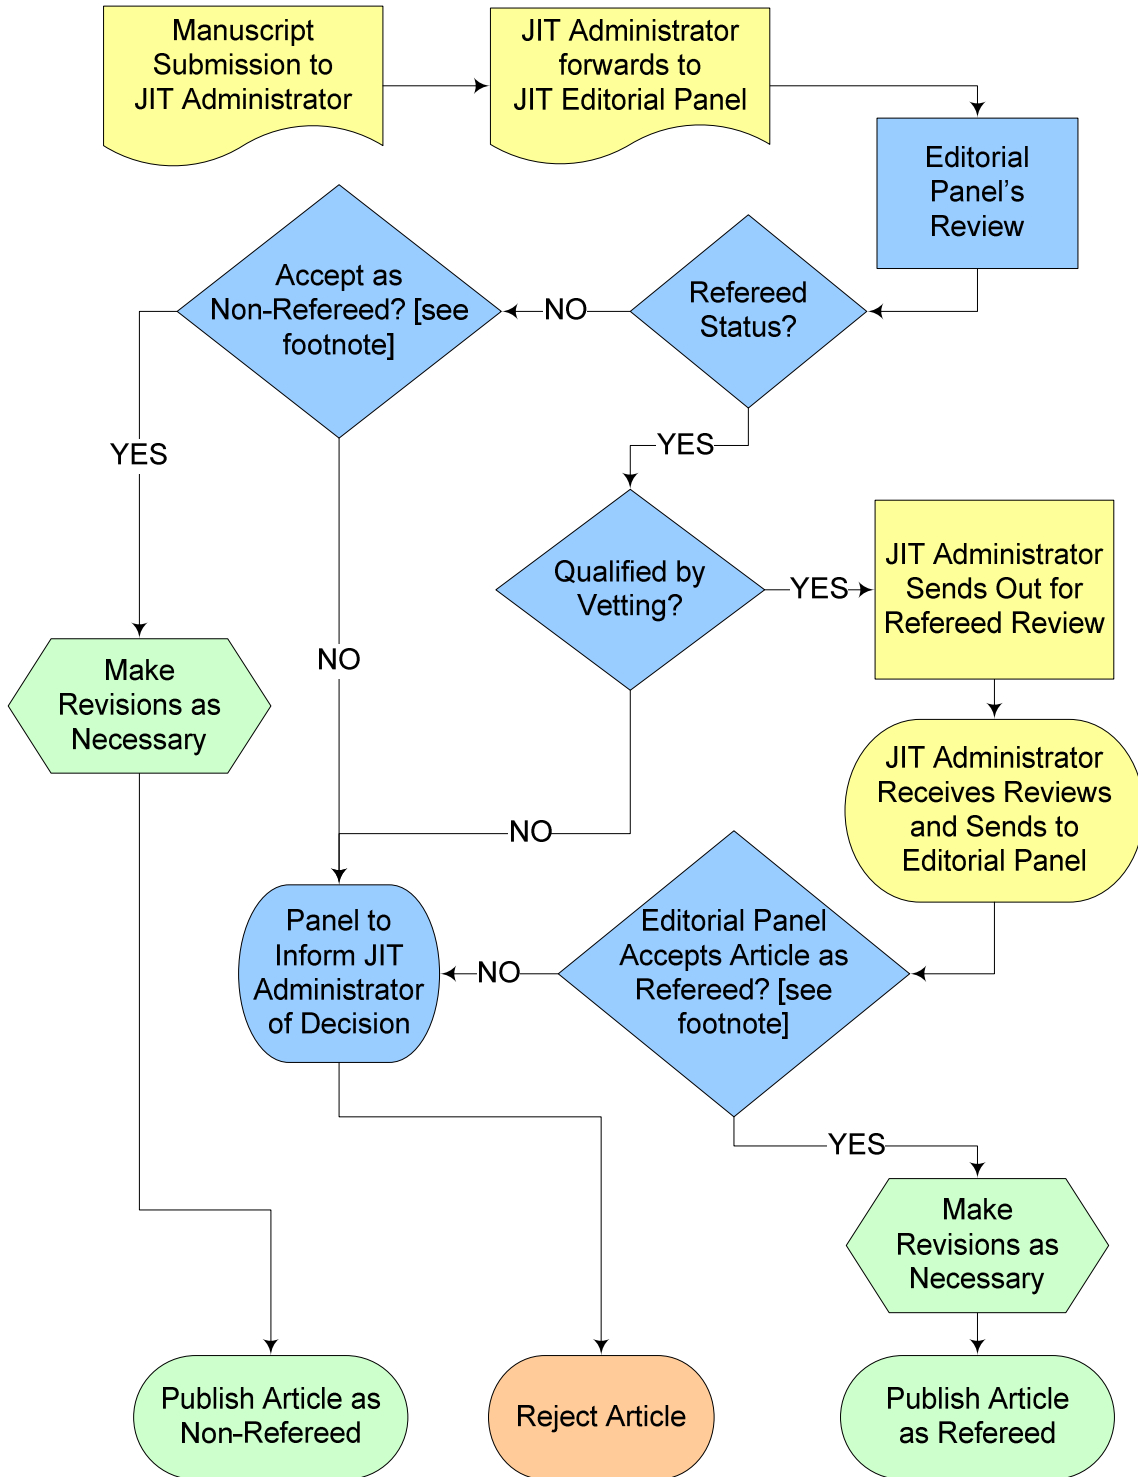 Manuscript
Submission to
JIT Administrator
JIT Administrator
forwards to
JIT Editorial Panel
Editorial
Panel’s
Review
Refereed
Status?
NO
Accept as
Non-Refereed? [see
footnote]
YES
YES
Qualified by
Vetting?
YES
JIT Administrator
Sends Out for
Refereed Review
NO
Make
Revisions as
Necessary
JIT Administrator
Receives Reviews
and Sends to
Editorial Panel
NO
Editorial Panel
Accepts Article as
Refereed? [see
footnote]
NO
Panel to
Inform JIT
Administrator
of Decision
YES
Make
Revisions as
Necessary
Publish Article as
Non-Refereed
Reject Article
Publish Article
as Refereed